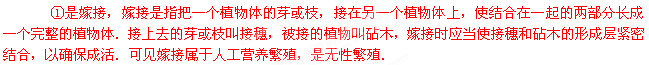 ①是嫁接，嫁接是指把一个植物体的芽或枝，接在另一个植物体上，使结合在一起的两部分长成
一个完整的植物体．接上去的芽或枝叫接穗，被接的植物叫砧木，嫁接时应当使接穗和砧木的形成层紧密
结合，以确保成活．可见嫁接属于人工营养繁殖，是无性繁殖．